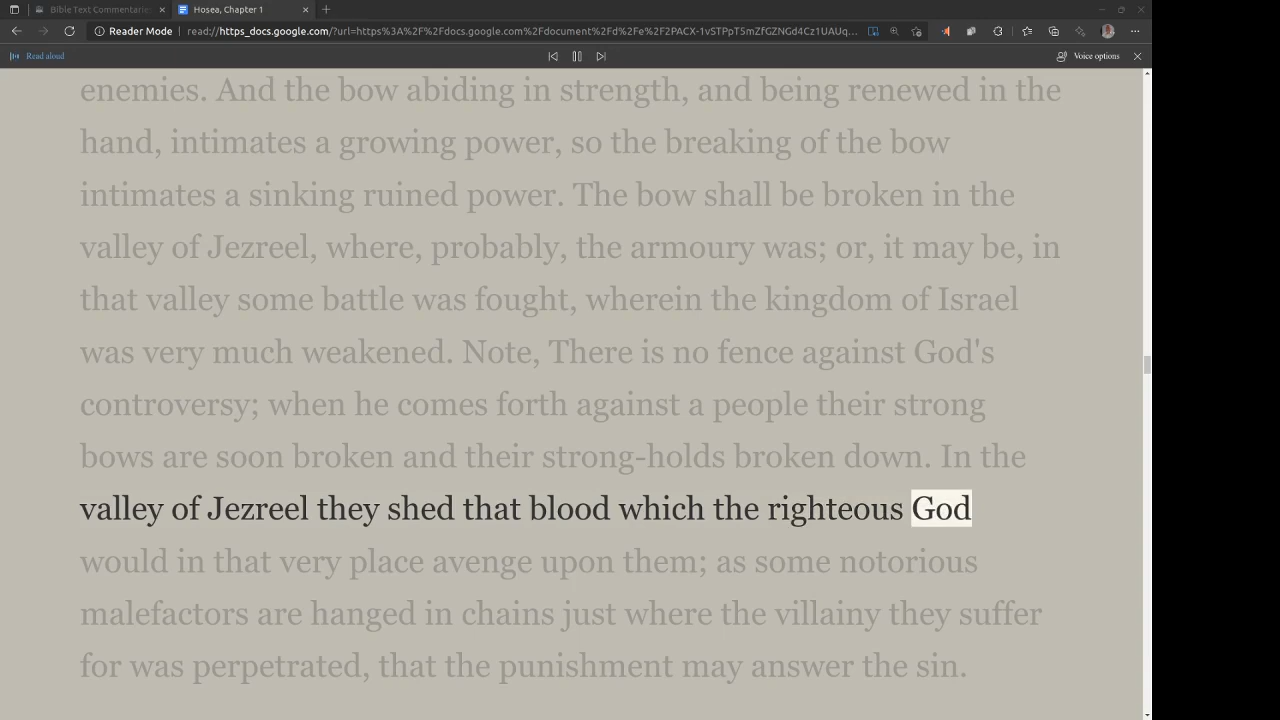 Bible Text Commentarie
Hosea, Chapter 1
Reader Mode
read://https_docs.google.com/?url=https%3A%2F%2Fdocs.google.com%2Fdocument%2Fd%2Fe%2F2PACX-1vSTPpT5mZfGZNGd4Cz1UAUq...
Read aloud
Voice options
enemies. And the bow abiding in strength, and being renewed in the
hand, intimates a growing power, so the breaking of the bow
intimates a sinking ruined power. The bow shall be broken in the
valley of Jezreel, where, probably, the armoury was; or, it may be, in
that valley some battle was fought, wherein the kingdom of Israel
was very much weakened. Note, There is no fence against God's
controversy; when he comes forth against a people their strong
bows are soon broken and their strong-holds broken down. In the
valley of Jezreel they shed that blood which the righteous God
would in that very place avenge upon them; as some notorious
malefactors are hanged in chains just where the villainy they suffer
for was perpetrated, that the punishment may answer the sin.